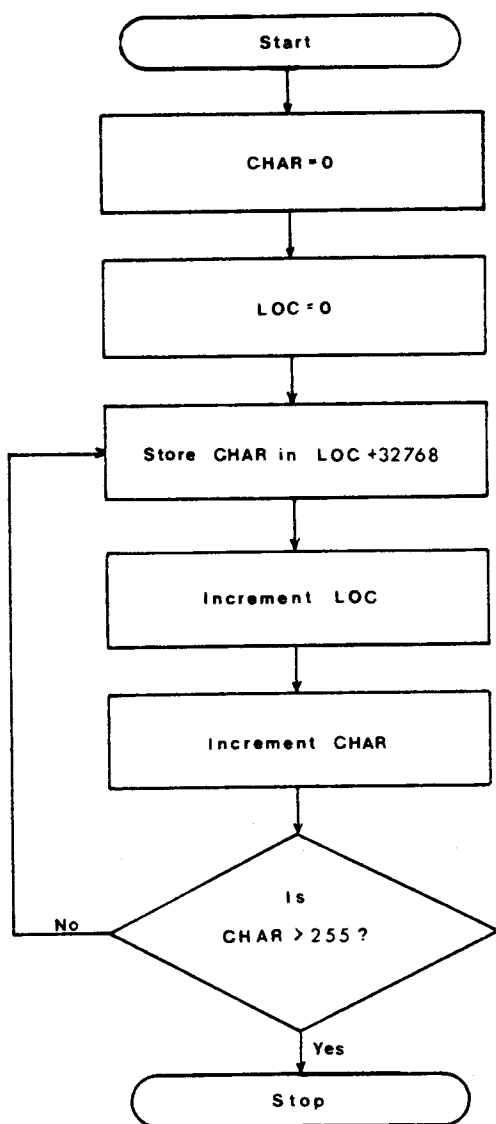 Start
CHAR=0
LOC=0
Store CHAR in LOC+32768
Increment LOC
Increment CHAR
Is
CHAR > 255?
No
Yes
Stop